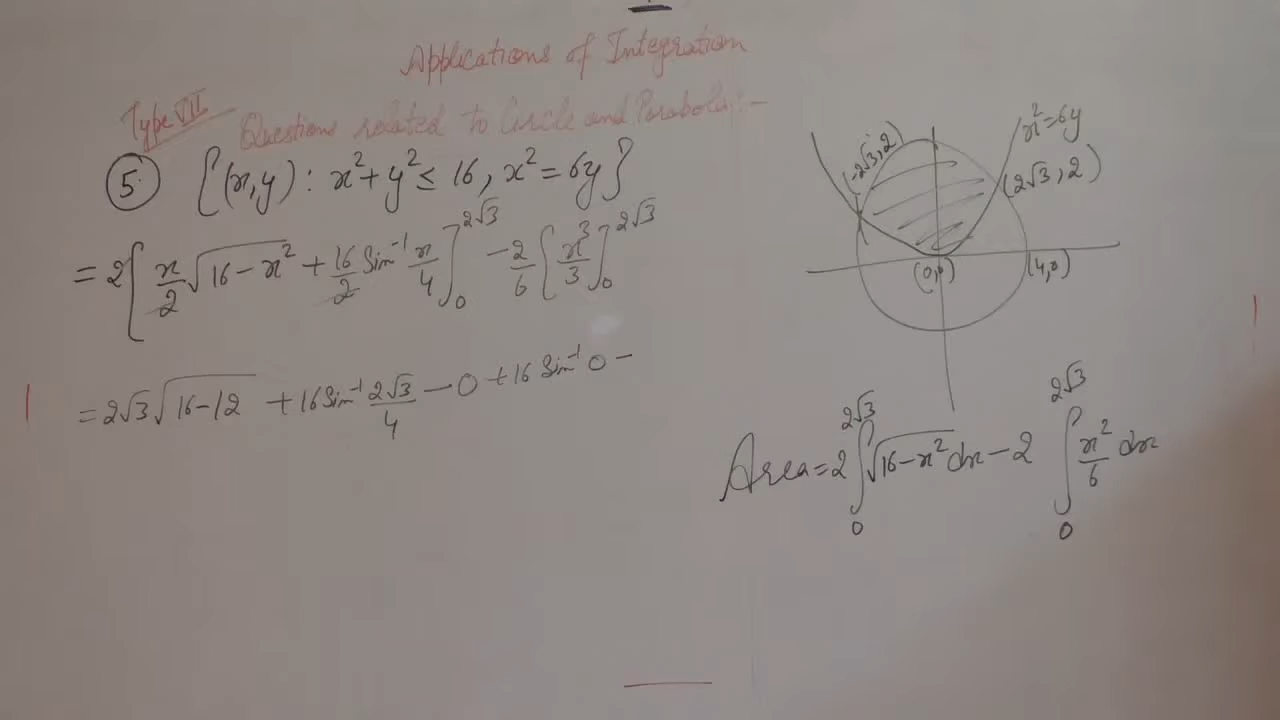 Applications of Integration
Type VII
Questions related to Circle and Parabola:-
5. {(x,y) : x²+y² ≤ 16, x² = 6y}
= 2[x/2 √16-x² + 16/2 Sin⁻¹ x/4]₀^2√3 - 2/6 [x³/3]₀^2√3
= 2√3 √16-12 + 16 Sin⁻¹ 2√3/4 - 0 + 16 Sin⁻¹ 0 -
x²=6y
(-2√3, 2)
(2√3, 2)
(0,0)
(4,0)
Area = 2 ∫₀^2√3 √16-x² dx - 2 ∫₀^2√3 x²/6 dx